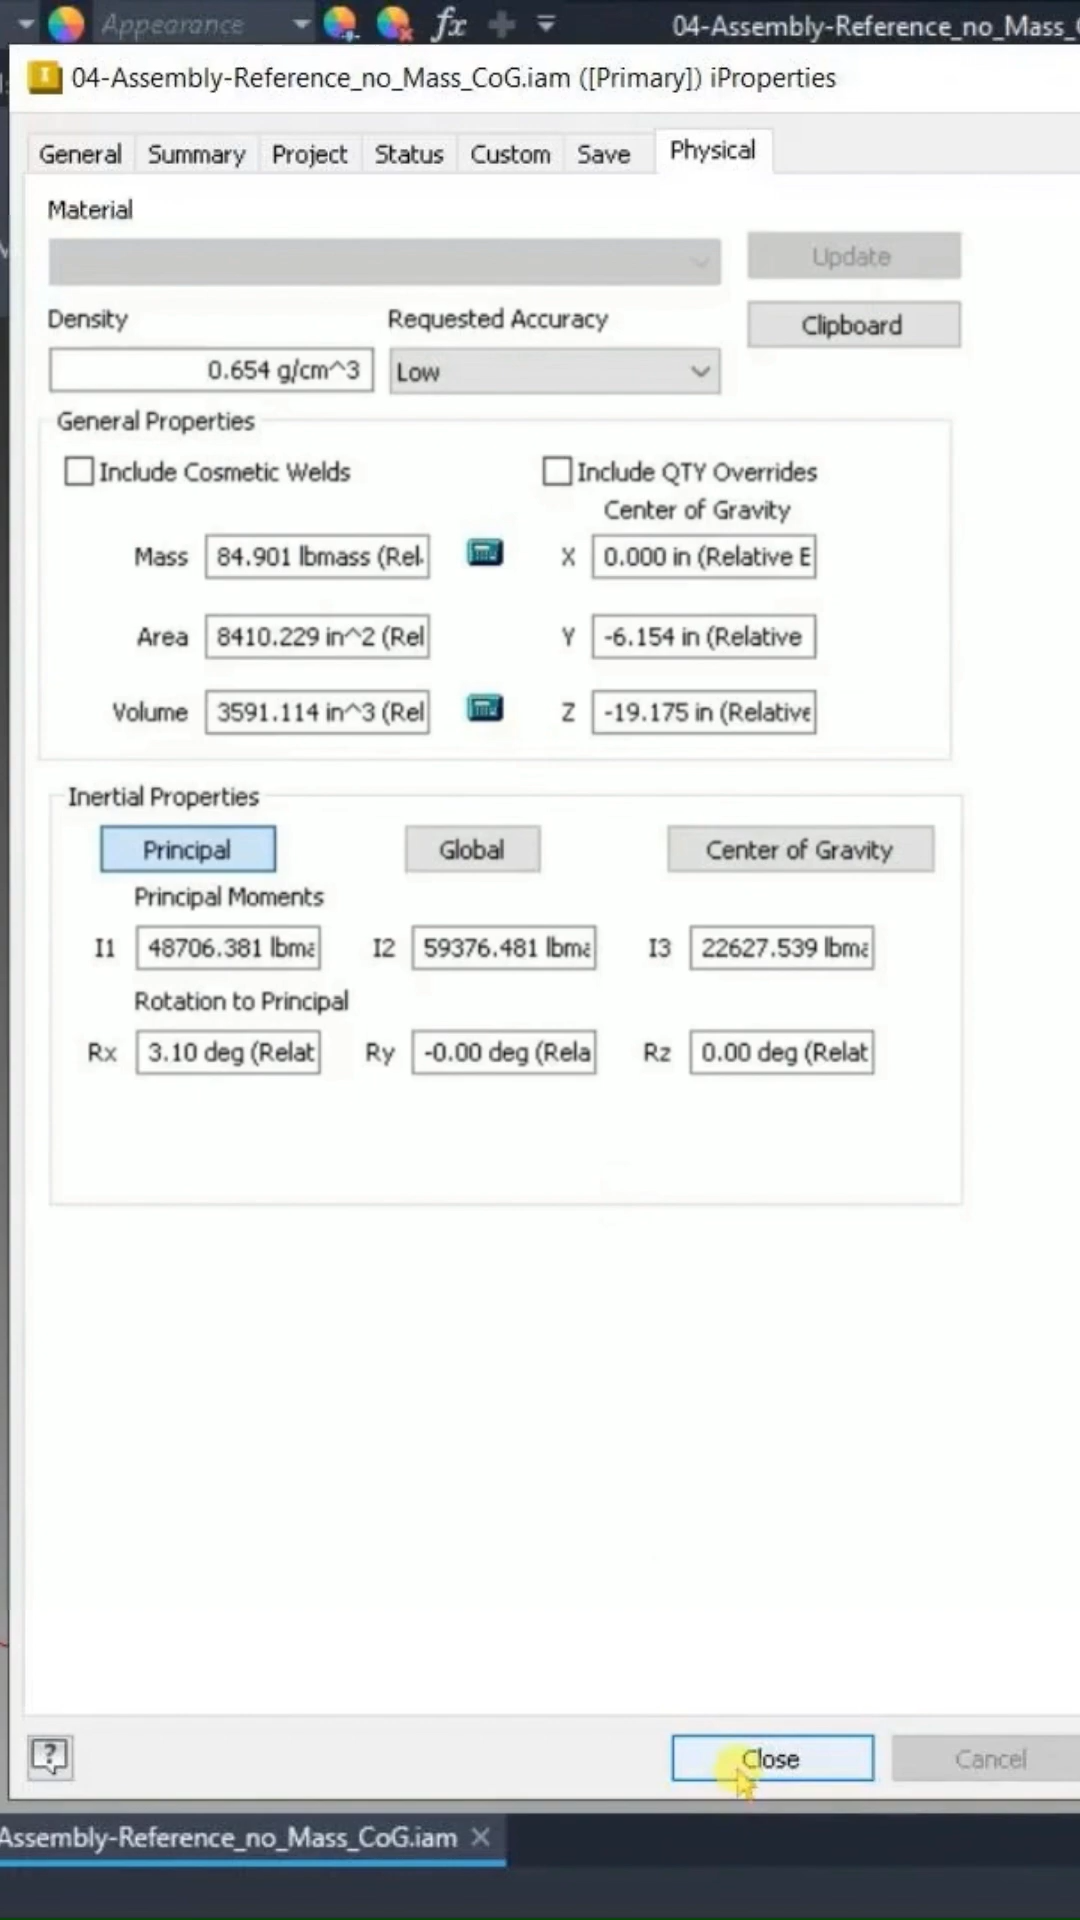 Appearance fx 04-Assembly-Reference_no_Mass_
04-Assembly-Reference_no_Mass_CoG.iam ([Primary]) iProperties
General Summary Project Status Custom Save Physical
Material
Update
Density Requested Accuracy
Clipboard
0.654 g/cm^3 Low
General Properties
Include Cosmetic Welds Include QTY Overrides
Center of Gravity
Mass 84.901 lbmass (Rel X 0.000 in (Relative E
Area 8410.229 in^2 (Rel Y -6.154 in (Relative
Volume 3591.114 in^3 (Rel Z -19.175 in (Relative
Inertial Properties
Principal Global Center of Gravity
Principal Moments
I1 48706.381 lbma I2 59376.481 lbma I3 22627.539 lbma
Rotation to Principal
Rx 3.10 deg (Relat Ry -0.00 deg (Rela Rz 0.00 deg (Relat
? Close Cancel
Assembly-Reference_no_Mass_CoG.iam